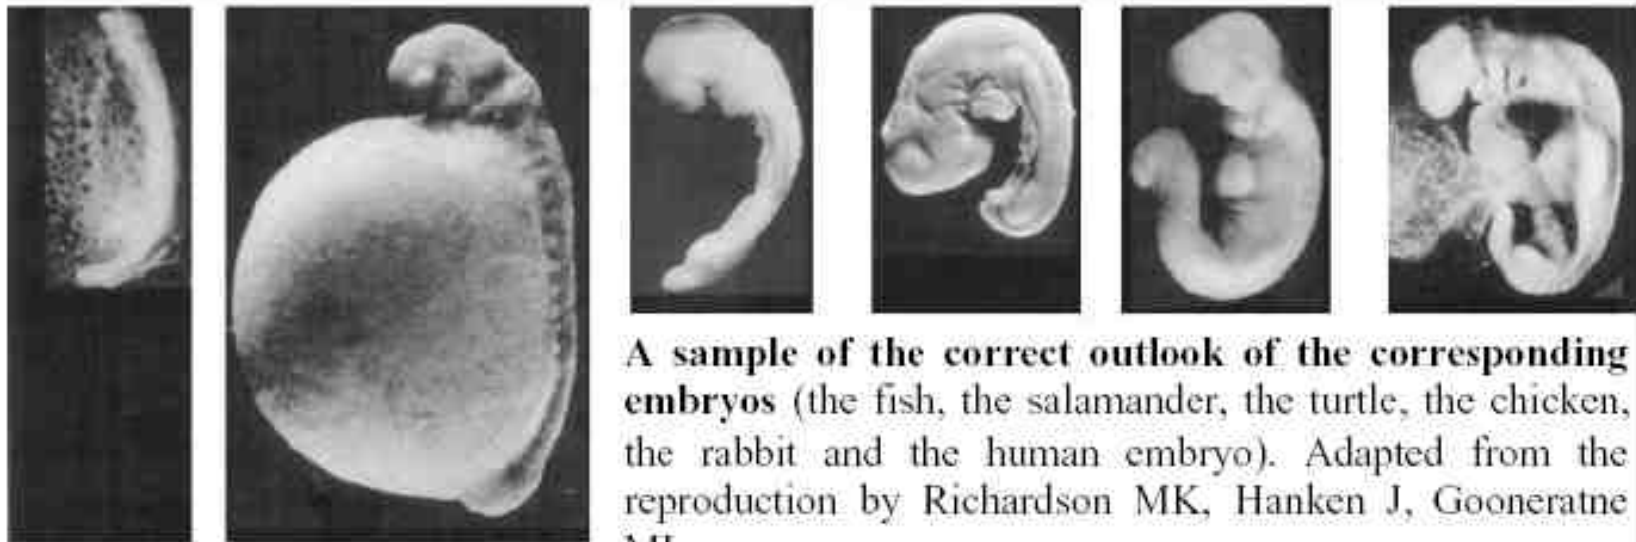 A sample of the correct outlook of the corresponding
embryos (the fish, the salamander, the turtle, the chicken,
the rabbit and the human embryo). Adapted from the
reproduction by Richardson MK, Hanken J, Gooneratne